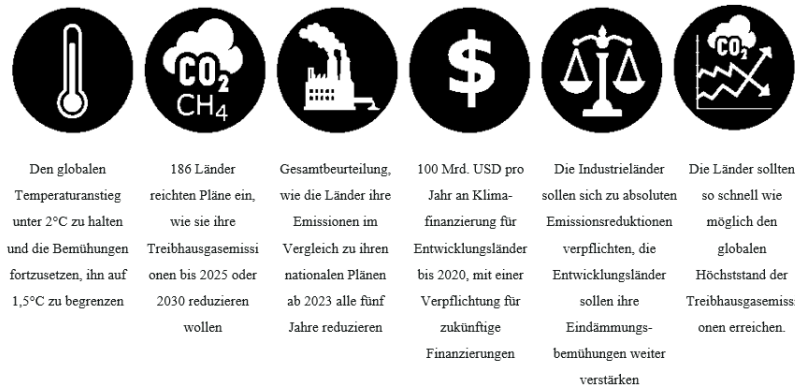 CO2
CH4
$
CO2
Den globalen
Temperaturanstieg
unter 2°C zu halten
und die Bemühungen
fortzusetzen, ihn auf
1,5°C zu begrenzen
186 Länder
reichten Pläne ein,
wie sie ihre
Treibhausgasemissi
onen bis 2025 oder
2030 reduzieren
wollen
Gesamtbeurteilung,
wie die Länder ihre
Emissionen im
Vergleich zu ihren
nationalen Plänen
ab 2023 alle fünf
Jahre reduzieren
100 Mrd. USD pro
Jahr an Klima-
finanzierung für
Entwicklungsländer
bis 2020, mit einer
Verpflichtung für
zukünftige
Finanzierungen
Die Industrieländer
sollen sich zu absoluten
Emissionsreduktionen
verpflichten, die
Entwicklungsländer
sollen ihre
Eindämmungs-
bemühungen weiter
verstärken
Die Länder sollten
so schnell wie
möglich den
globalen
Höchststand der
Treibhausgasemissi
onen erreichen.